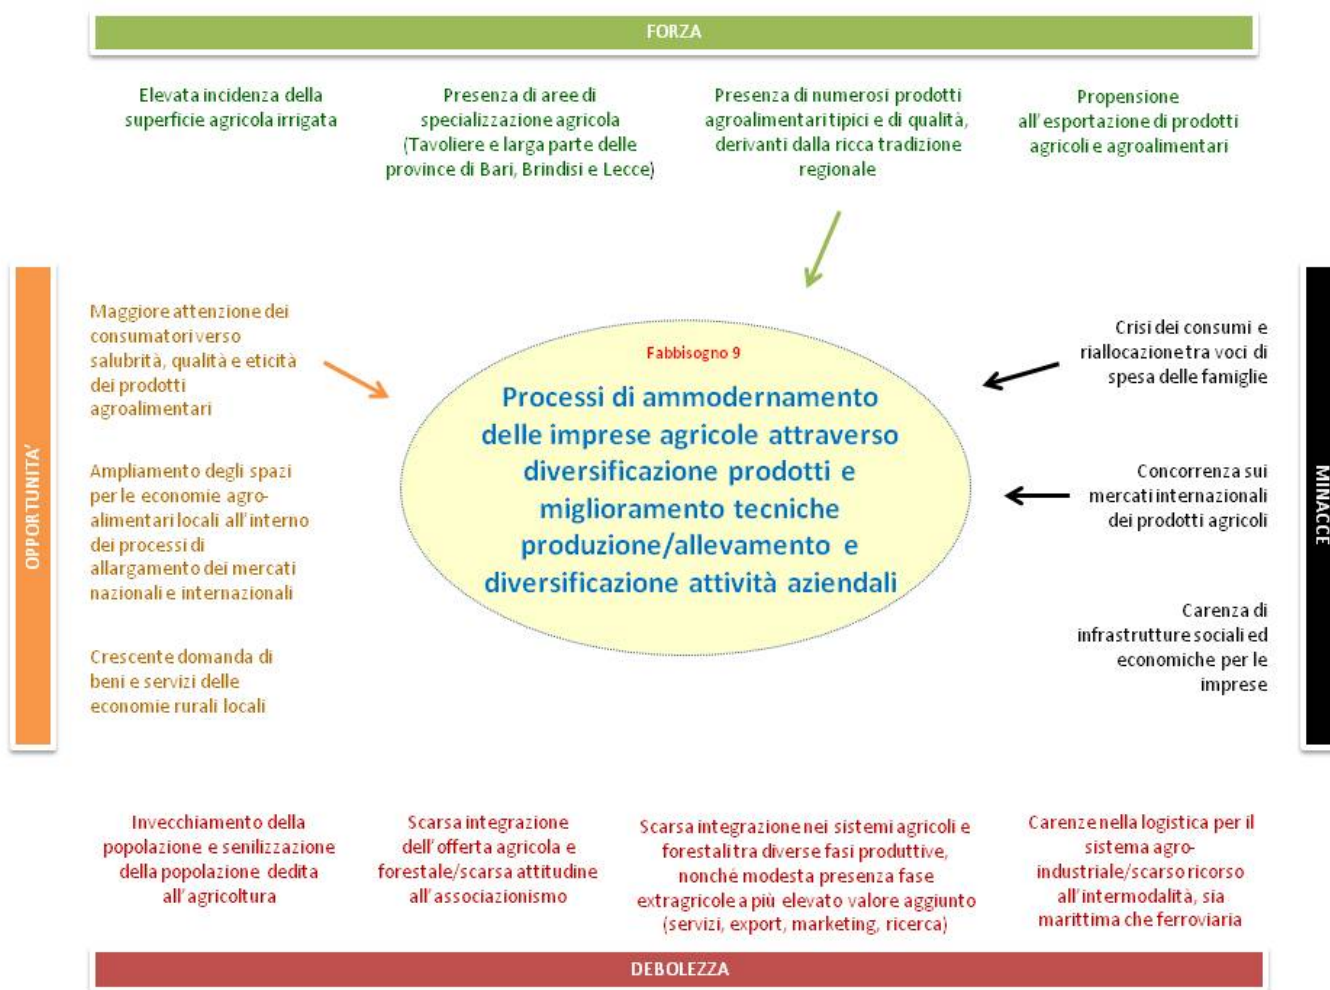 FORZA
Elevata incidenza della
superficie agricola irrigata
Presenza di aree di
specializzazione agricola
(Tavoliere e larga parte delle
province di Bari, Brindisi e Lecce)
Presenza di numerosi prodotti
agroalimentari tipici e di qualità,
derivanti dalla ricca tradizione
regionale
Propensione
all'esportazione di prodotti
agricoli e agroalimentari
OPPORTUNITA'
Maggiore attenzione dei
consumatori verso
salubrità, qualità e eticità
dei prodotti
agroalimentari
Ampliamento degli spazi
per le economie agro-
alimentari locali all'interno
dei processi di
allargamento dei mercati
nazionali e internazionali
Crescente domanda di
beni e servizi delle
economie rurali locali
Fabbisogno 9
Processi di ammodernamento
delle imprese agricole attraverso
diversificazione prodotti e
miglioramento tecniche
produzione/allevamento e
diversificazione attività aziendali
Crisi dei consumi e
riallocazione tra voci di
spesa delle famiglie
Concorrenza sui
mercati internazionali
dei prodotti agricoli
Carenza di
infrastrutture sociali ed
economiche per le
imprese
MINACCE
Invecchiamento della
popolazione e senilizzazione
della popolazione dedita
all'agricoltura
Scarsa integrazione
dell'offerta agricola e
forestale/scarsa attitudine
all'associazionismo
Scarsa integrazione nei sistemi agricoli e
forestali tra diverse fasi produttive,
nonché modesta presenza fase
extragricole a più elevato valore aggiunto
(servizi, export, marketing, ricerca)
Carenze nella logistica per il
sistema agro-
industriale/scarso ricorso
all'intermodalità, sia
marittima che ferroviaria
DEBOLEZZA